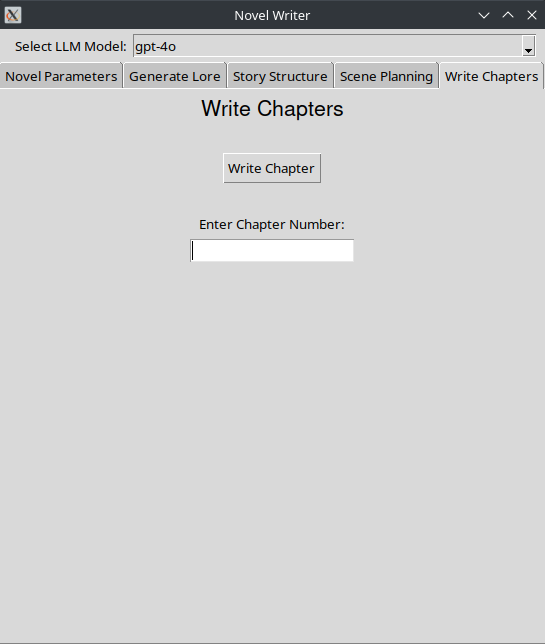 Novel Writer
Select LLM Model: gpt-4o
Novel Parameters Generate Lore Story Structure Scene Planning Write Chapters
Write Chapters
Write Chapter
Enter Chapter Number: